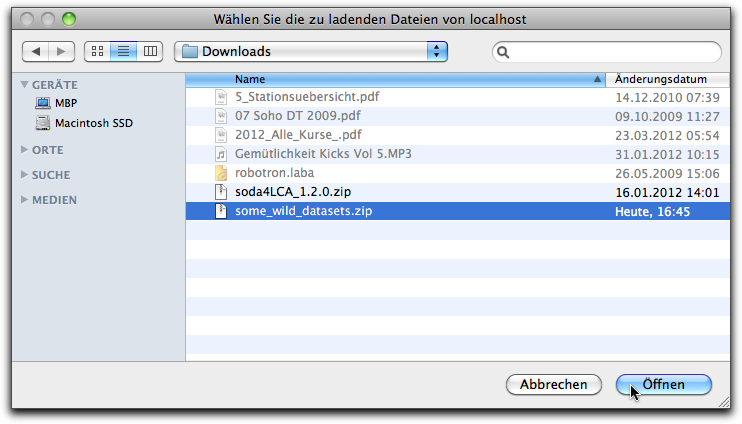 Wählen Sie die zu ladenden Dateien von localhost
Downloads
GERÄTE
MBP
Macintosh SSD
ORTE
SUCHE
MEDIEN
Name Änderungsdatum
5_Stationsuebersicht.pdf 14.12.2010 07:39
07 Soho DT 2009.pdf 09.10.2009 11:27
2012_Alle_Kurse_.pdf 23.03.2012 05:54
Gemütlichkeit Kicks Vol 5.MP3 31.01.2012 10:15
robotron.laba 26.05.2009 15:06
soda4LCA_1.2.0.zip 16.01.2012 14:01
some_wild_datasets.zip Heute, 16:45
Abbrechen Öffnen